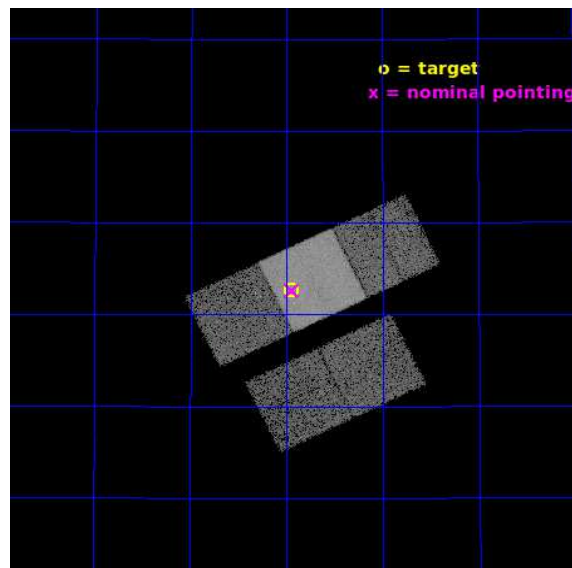 o = target
x = nominal pointing